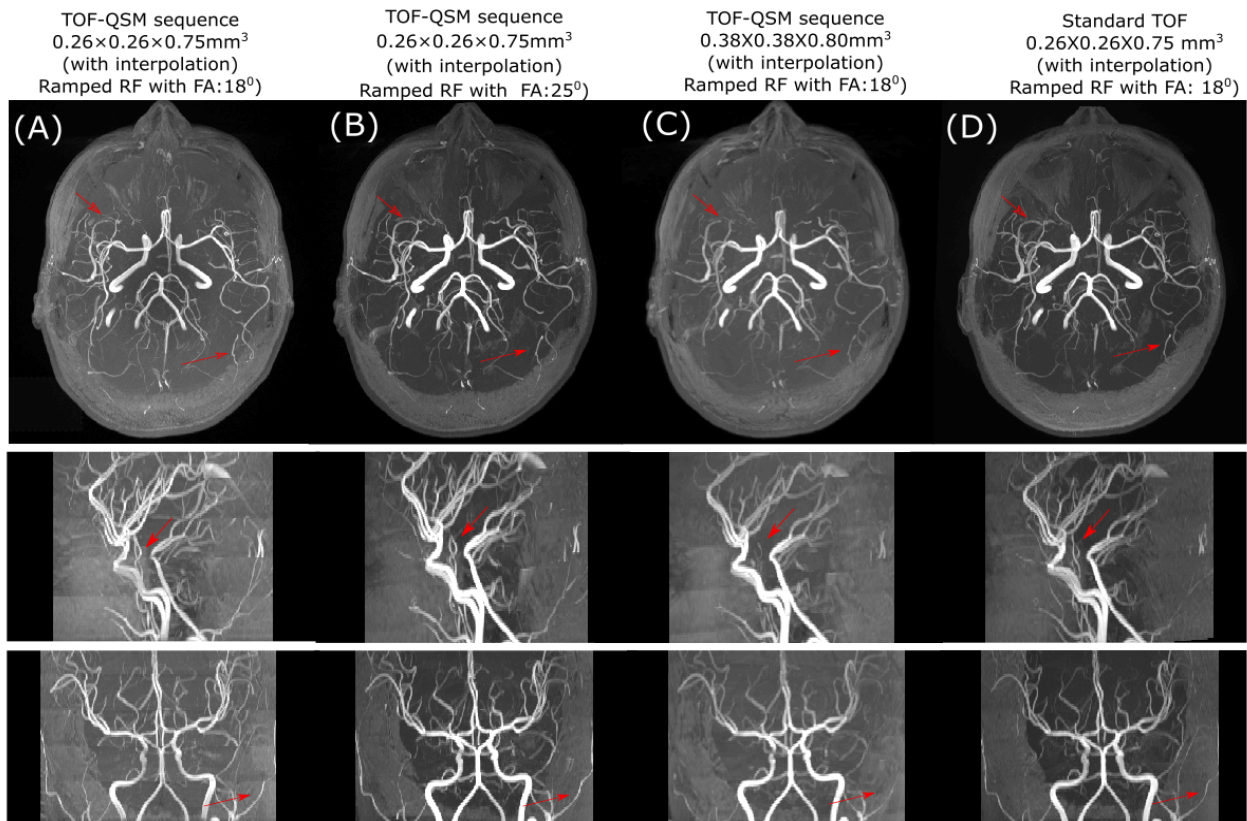 TOF-QSM sequence
0.26×0.26×0.75mm³
(with interpolation)
Ramped RF with FA:18⁰)
TOF-QSM sequence
0.26×0.26×0.75mm³
(with interpolation)
Ramped RF with FA:25⁰)
TOF-QSM sequence
0.38X0.38X0.80mm³
(with interpolation)
Ramped RF with FA:18⁰)
Standard TOF
0.26X0.26X0.75 mm³
(with interpolation)
Ramped RF with FA: 18⁰)
(A)
(B)
(C)
(D)